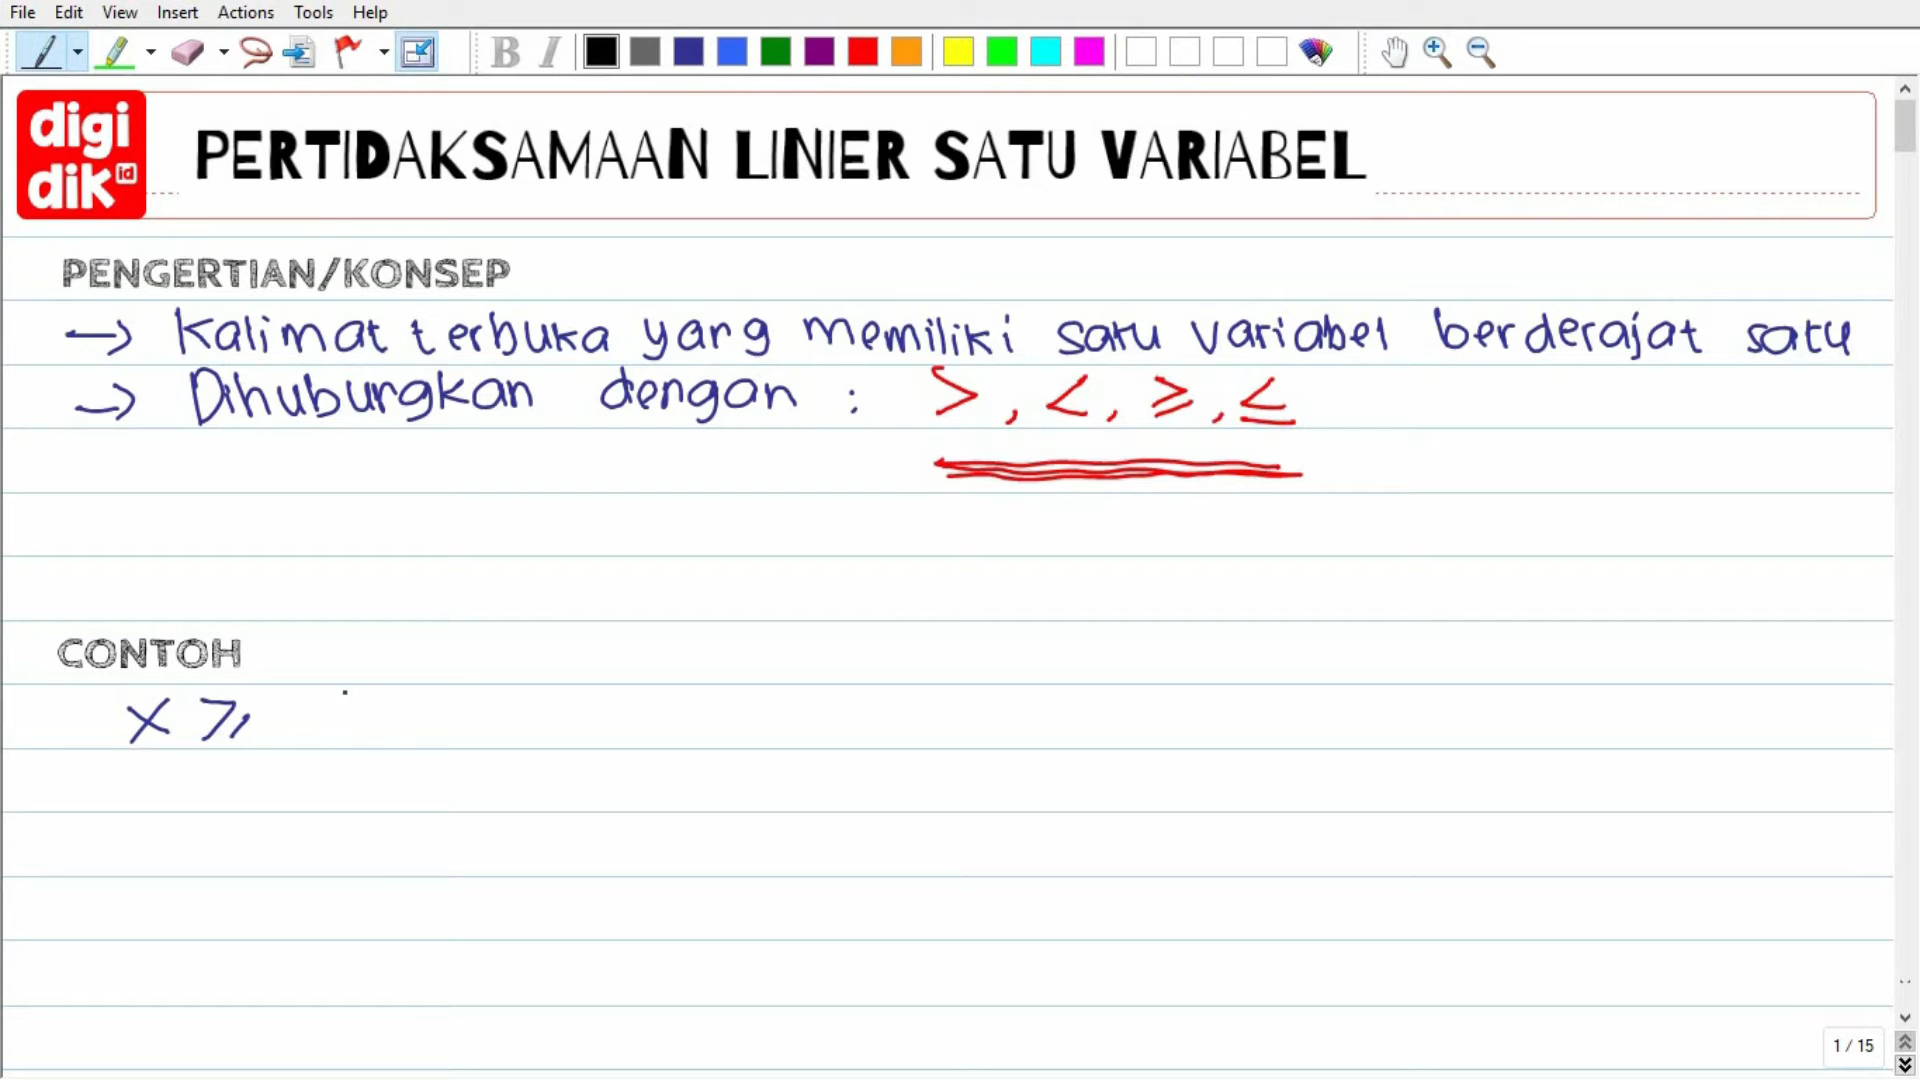 File Edit View Insert Actions Tools Help
B I
digi dik id
PERTIDAKSAMAAN LINIER SATU VARIABEL
PENGERTIAN/KONSEP
→ Kalimat terbuka yang memiliki satu variabel berderajat satu
→ Dihubungkan dengan : >, <, ≥, ≤
CONTOH
x ≥
1 / 15